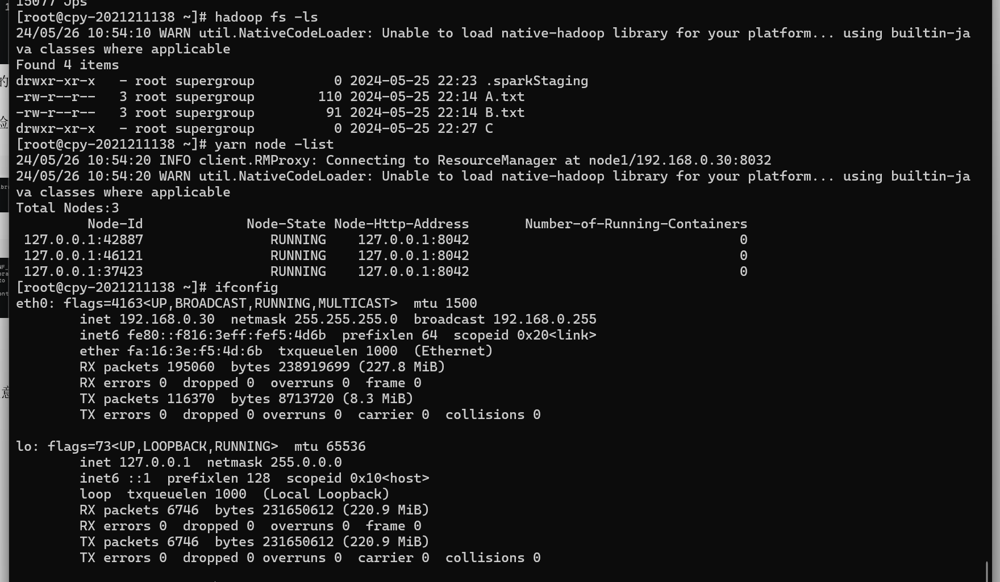 15077 Jps
[root@cpy-2021211138 ~]# hadoop fs -ls
24/05/26 10:54:10 WARN util.NativeCodeLoader: Unable to load native-hadoop library for your platform... using builtin-ja
va classes where applicable
Found 4 items
drwxr-xr-x   - root supergroup          0 2024-05-25 22:23 .sparkStaging
-rw-r--r--   3 root supergroup        110 2024-05-25 22:14 A.txt
-rw-r--r--   3 root supergroup         91 2024-05-25 22:14 B.txt
drwxr-xr-x   - root supergroup          0 2024-05-25 22:27 C
[root@cpy-2021211138 ~]# yarn node -list
24/05/26 10:54:20 INFO client.RMProxy: Connecting to ResourceManager at node1/192.168.0.30:8032
24/05/26 10:54:20 WARN util.NativeCodeLoader: Unable to load native-hadoop library for your platform... using builtin-ja
va classes where applicable
Total Nodes:3
         Node-Id             Node-State Node-Http-Address       Number-of-Running-Containers
 127.0.0.1:42887                RUNNING    127.0.0.1:8042                                  0
 127.0.0.1:46121                RUNNING    127.0.0.1:8042                                  0
 127.0.0.1:37423                RUNNING    127.0.0.1:8042                                  0
[root@cpy-2021211138 ~]# ifconfig
eth0: flags=4163<UP,BROADCAST,RUNNING,MULTICAST>  mtu 1500
        inet 192.168.0.30  netmask 255.255.255.0  broadcast 192.168.0.255
        inet6 fe80::f816:3eff:fef5:4d6b  prefixlen 64  scopeid 0x20<link>
        ether fa:16:3e:f5:4d:6b  txqueuelen 1000  (Ethernet)
        RX packets 195060  bytes 238919699 (227.8 MiB)
        RX errors 0  dropped 0  overruns 0  frame 0
        TX packets 116370  bytes 8713720 (8.3 MiB)
        TX errors 0  dropped 0 overruns 0  carrier 0  collisions 0

lo: flags=73<UP,LOOPBACK,RUNNING>  mtu 65536
        inet 127.0.0.1  netmask 255.0.0.0
        inet6 ::1  prefixlen 128  scopeid 0x10<host>
        loop  txqueuelen 1000  (Local Loopback)
        RX packets 6746  bytes 231650612 (220.9 MiB)
        RX errors 0  dropped 0  overruns 0  frame 0
        TX packets 6746  bytes 231650612 (220.9 MiB)
        TX errors 0  dropped 0 overruns 0  carrier 0  collisions 0